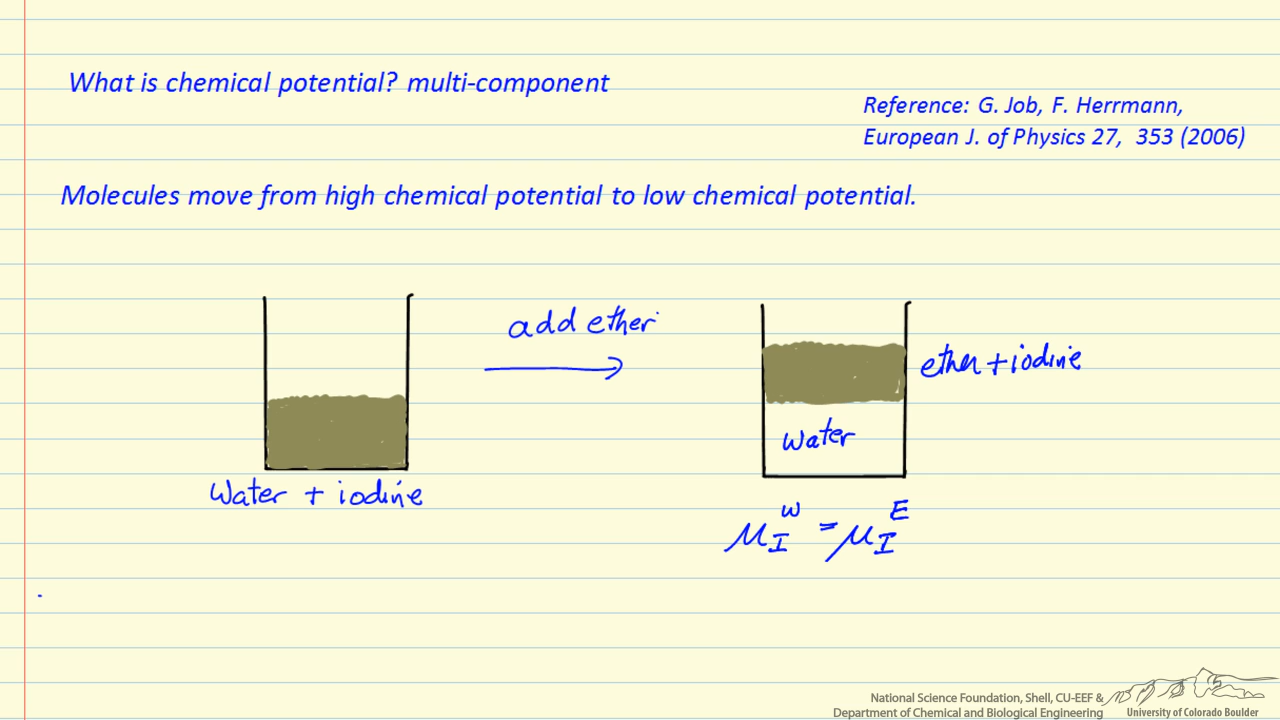 What is chemical potential? multi-component
Reference: G. Job, F. Herrmann,
European J. of Physics 27, 353 (2006)
Molecules move from high chemical potential to low chemical potential.
add ether
ether + iodine
water
Water + iodine
μ_I^W = μ_I^E
National Science Foundation, Shell, CU-EEF &
Department of Chemical and Biological Engineering
University of Colorado Boulder